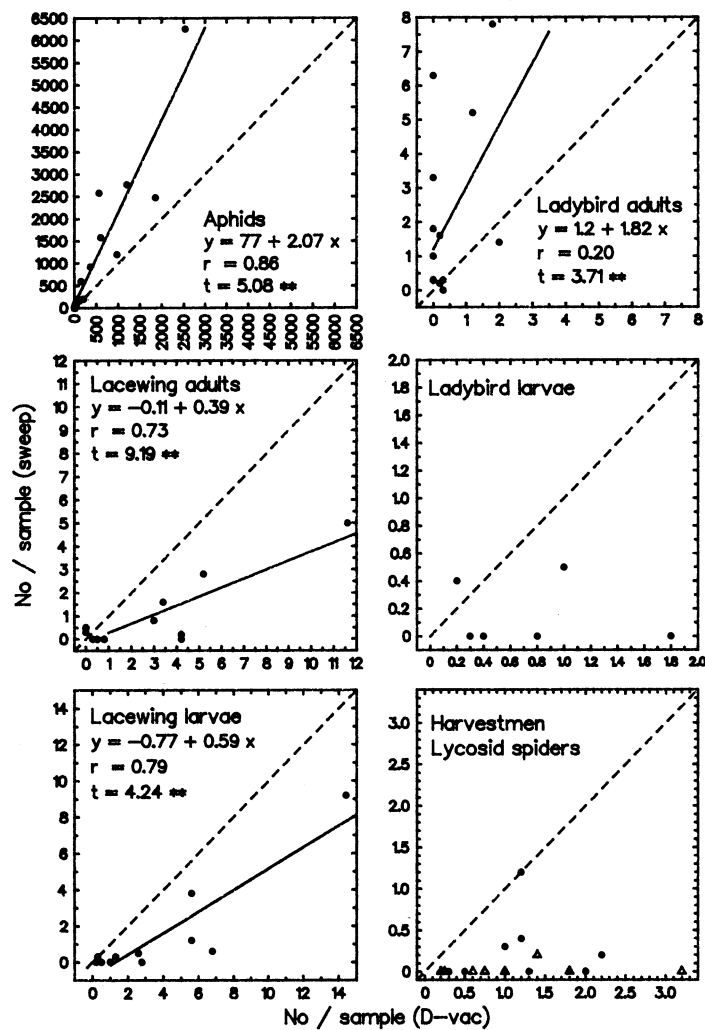 6500
6000
5500
5000
4500
4000
3500
3000
2500
2000
1500
1000
500
0
Aphids
y = 77 + 2.07 x
r = 0.86
t = 5.08 **
0 500 1000 1500 2000 2500 3000 3500 4000 4500 5000 5500 6000 6500
8
7
6
5
4
3
2
1
0
Ladybird adults
y = 1.2 + 1.82 x
r = 0.20
t = 3.71 **
0 1 2 3 4 5 6 7 8
No / sample (sweep)
12
11
10
9
8
7
6
5
4
3
2
1
0
Lacewing adults
y = -0.11 + 0.39 x
r = 0.73
t = 9.19 **
0 1 2 3 4 5 6 7 8 9 10 11 12
2.0
1.8
1.6
1.4
1.2
1.0
0.8
0.6
0.4
0.2
0.0
Ladybird larvae
0 0.2 0.4 0.6 0.8 1.0 1.2 1.4 1.6 1.8 2.0
14
12
10
8
6
4
2
0
Lacewing larvae
y = -0.77 + 0.59 x
r = 0.79
t = 4.24 **
0 2 4 6 8 10 12 14
3.0
2.5
2.0
1.5
1.0
0.5
0
Harvestmen
Lycosid spiders
0 0.5 1.0 1.5 2.0 2.5 3.0
No / sample (D-vac)